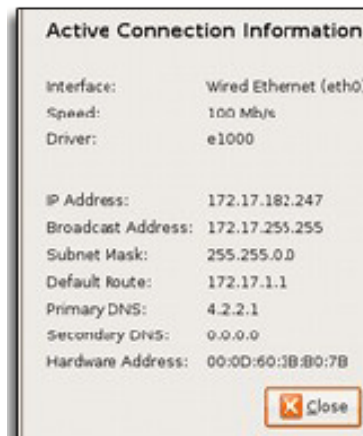 Active Connection Information
Interface: Wired Ethernet (eth0)
Speed: 100 Mb/s
Driver: e1000
IP Address: 172.17.182.247
Broadcast Address: 172.17.255.255
Subnet Mask: 255.255.0.0
Default Route: 172.17.1.1
Primary DNS: 4.2.2.1
Secondary DNS: 0.0.0.0
Hardware Address: 00:0D:60:3B:B0:7B
Close